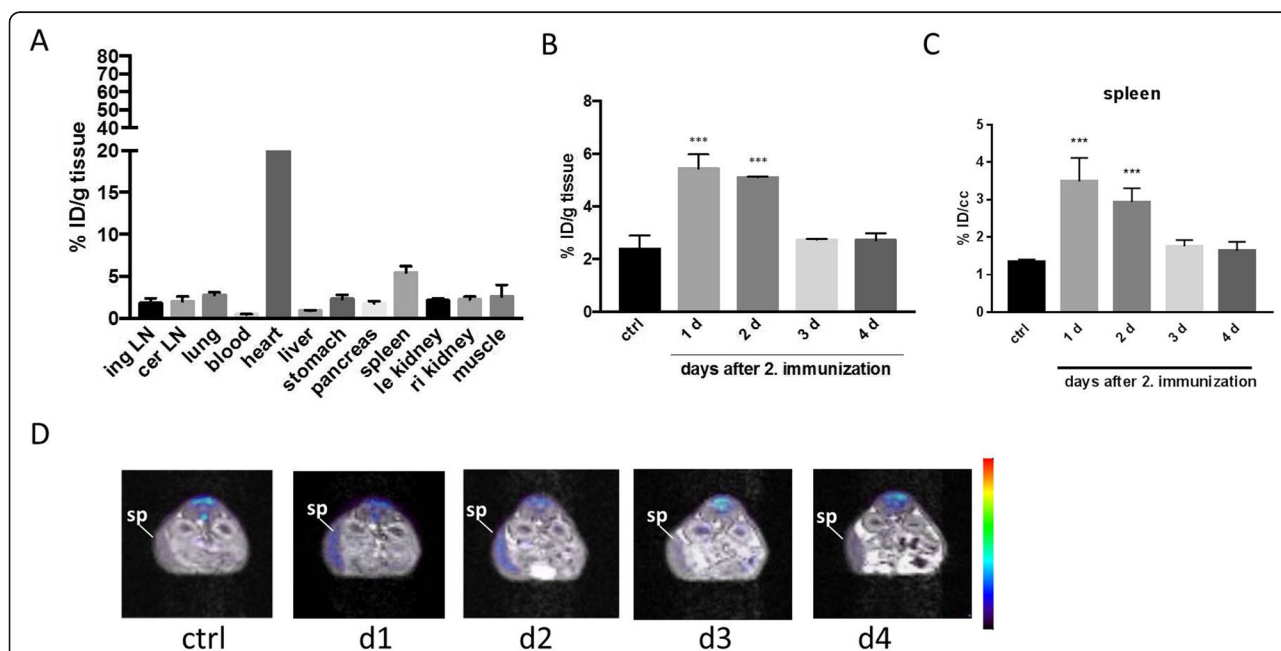 A
80
70
60
50
40
20
15
10
5
0
% ID/g tissue
ing LN
cer LN
lung
blood
heart
liver
stomach
pancreas
spleen
le kidney
ri kidney
muscle
B
8
6
4
2
0
% ID/g tissue
***
***
ctrl
1 d
2 d
3 d
4 d
days after 2. immunization
C
spleen
5
4
3
2
1
0
% ID/cc
***
***
ctrl
1 d
2 d
3 d
4 d
days after 2. immunization
D
sp
sp
sp
sp
sp
ctrl
d1
d2
d3
d4